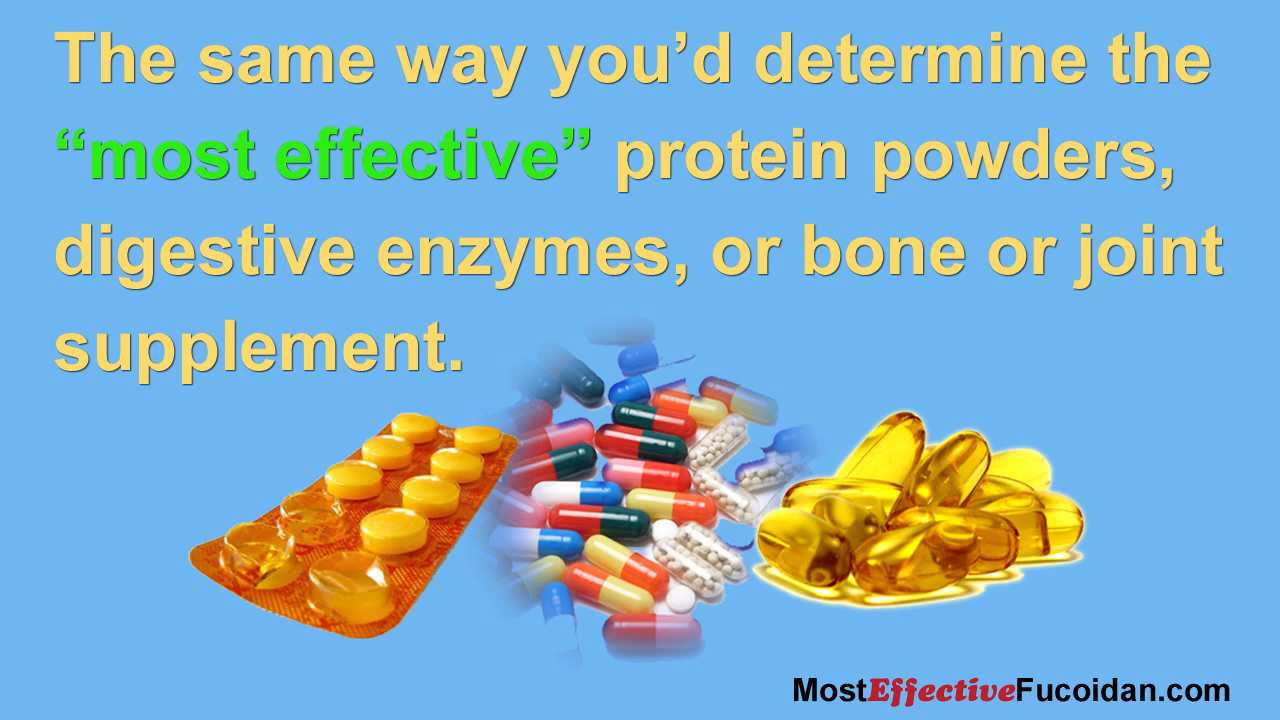 The same way you’d determine the
“most effective” protein powders,
digestive enzymes, or bone or joint
supplement.
MostEffectiveFucoidan.com